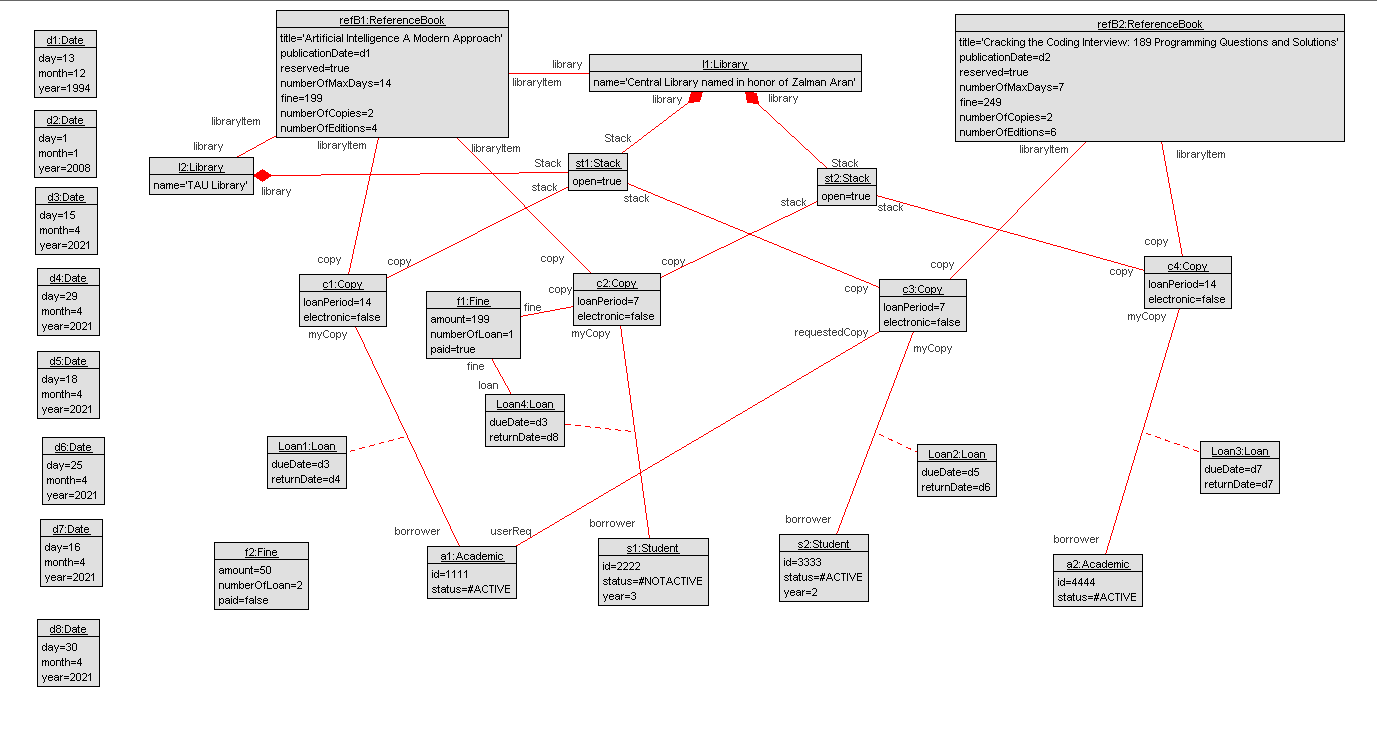 d1:Date
day=13
month=12
year=1994
d2:Date
day=1
month=1
year=2008
d3:Date
day=15
month=4
year=2021
d4:Date
day=29
month=4
year=2021
d5:Date
day=18
month=4
year=2021
d6:Date
day=25
month=4
year=2021
d7:Date
day=16
month=4
year=2021
d8:Date
day=30
month=4
year=2021
refB1:ReferenceBook
title='Artificial Intelligence A Modern Approach'
publicationDate=d1
reserved=true
numberOfMaxDays=14
fine=199
numberOfCopies=2
numberOfEditions=4
library
libraryItem
l1:Library
name='Central Library named in honor of Zalman Aran'
library
library
refB2:ReferenceBook
title='Cracking the Coding Interview: 189 Programming Questions and Solutions'
publicationDate=d2
reserved=true
numberOfMaxDays=7
fine=249
numberOfCopies=2
numberOfEditions=6
libraryItem
library
libraryItem
libraryItem
libraryItem
libraryItem
l2:Library
name='TAU Library'
library
Stack
Stack
st1:Stack
open=true
stack
stack
Stack
st2:Stack
open=true
stack
stack
copy
copy
copy
copy
copy
copy
copy
copy
c1:Copy
loanPeriod=14
electronic=false
myCopy
f1:Fine
amount=199
numberOfLoan=1
paid=true
fine
copy
c2:Copy
loanPeriod=7
electronic=false
myCopy
c3:Copy
loanPeriod=7
electronic=false
requestedCopy
myCopy
c4:Copy
loanPeriod=14
electronic=false
myCopy
fine
loan
Loan4:Loan
dueDate=d3
returnDate=d8
Loan1:Loan
dueDate=d3
returnDate=d4
Loan2:Loan
dueDate=d5
returnDate=d6
Loan3:Loan
dueDate=d7
returnDate=d7
borrower
userReq
borrower
borrower
borrower
f2:Fine
amount=50
numberOfLoan=2
paid=false
a1:Academic
id=1111
status=#ACTIVE
s1:Student
id=2222
status=#NOTACTIVE
year=3
s2:Student
id=3333
status=#ACTIVE
year=2
a2:Academic
id=4444
status=#ACTIVE